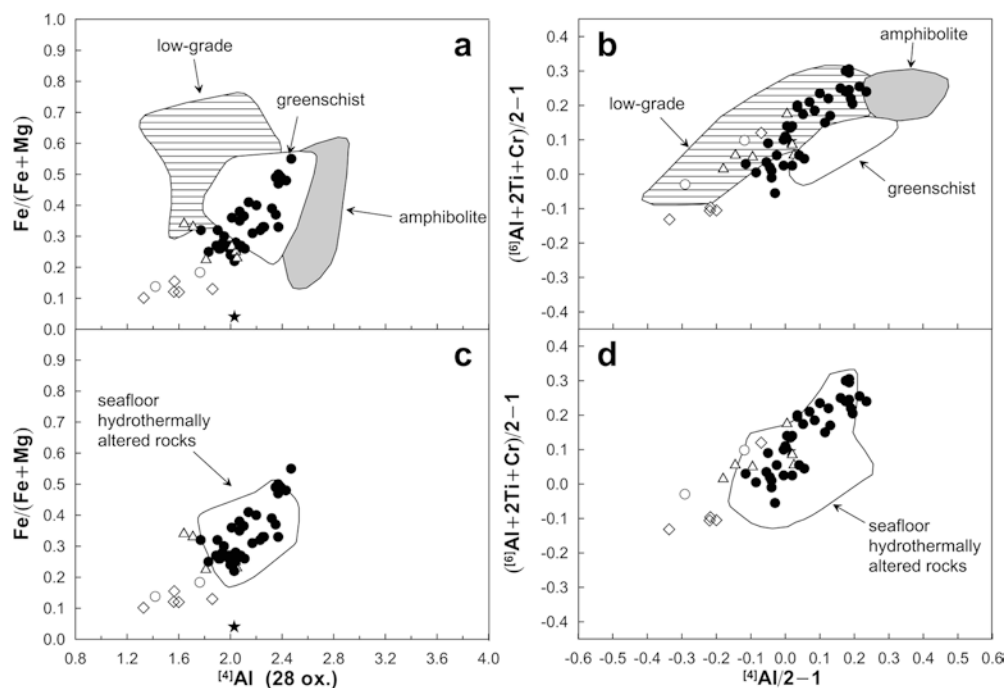 1.0
0.9
0.8
0.7
0.6
0.5
0.4
0.3
0.2
0.1
0.0
Fe/(Fe+Mg)
low-grade
a
greenschist
amphibolite
0.4
0.3
0.2
0.1
0.0
-0.1
-0.2
-0.3
-0.4
([6]Al+2Ti+Cr)/2−1
b
amphibolite
low-grade
greenschist
0.9
0.8
0.7
0.6
0.5
0.4
0.3
0.2
0.1
0.0
Fe/(Fe+Mg)
c
seafloor
hydrothermally
altered rocks
0.8 1.2 1.6 2.0 2.4 2.8 3.2 3.6 4.0
[4]Al (28 ox.)
0.4
0.3
0.2
0.1
0.0
-0.1
-0.2
-0.3
-0.4
([6]Al+2Ti+Cr)/2−1
d
seafloor
hydrothermally
altered rocks
-0.6 -0.5 -0.4 -0.3 -0.2 -0.1 0.0 0.1 0.2 0.3 0.4 0.5 0.6
[4]Al/2−1